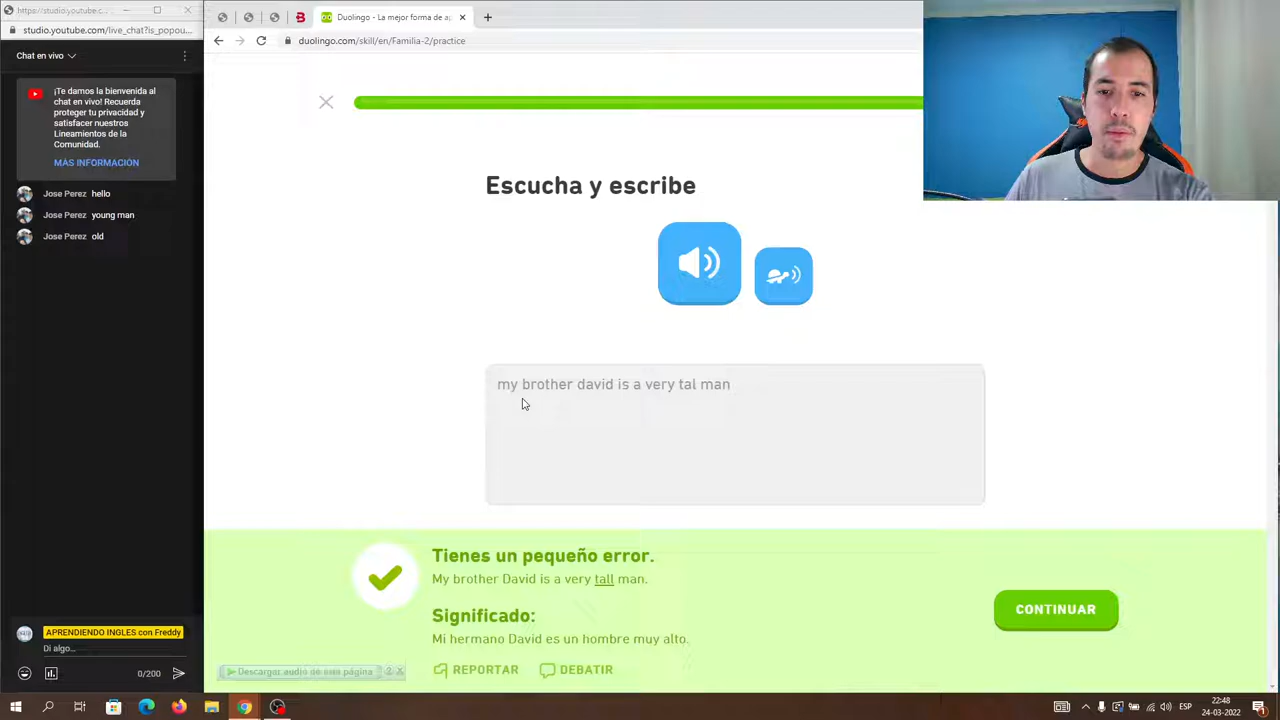 https://studio.youtube.com/live_chat?is_popou...
studio.youtube.com/live_chat?is_popou...
Chat en vivo
¡Te damos la bienvenida al
chat en vivo! Recuerda
proteger tu privacidad y
satisfacer nuestros
Lineamientos de la
Comunidad.
MÁS INFORMACIÓN
Jose Perez hello
Jose Perez young man
Jose Perez old
APRENDIENDO INGLES con Freddy
Di algo...
0/200
Duolingo - La mejor forma de ap
duolingo.com/skill/en/Familia-2/practice
Escucha y escribe
my brother david is a very tal man
Tienes un pequeño error.
My brother David is a very tall man.
Significado:
Mi hermano David es un hombre muy alto.
REPORTAR DEBATIR
CONTINUAR
Descargar audio de esta página ? X
ESP
22:48
24-03-2022